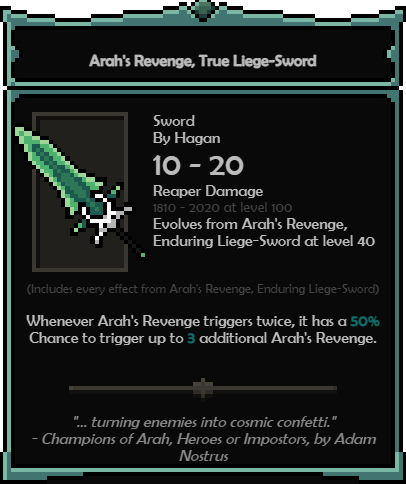 Arah's Revenge, True Liege-Sword
Sword
By Hagan
10 - 20
Reaper Damage
1810 - 2020 at level 100
Evolves from Arah's Revenge,
Enduring Liege-Sword at level 40
(Includes every effect from Arah's Revenge, Enduring Liege-Sword)
Whenever Arah's Revenge triggers twice, it has a 50%
Chance to trigger up to 3 additional Arah's Revenge.
"... turning enemies into cosmic confetti."
- Champions of Arah, Heroes or Impostors, by Adam
Nostrus